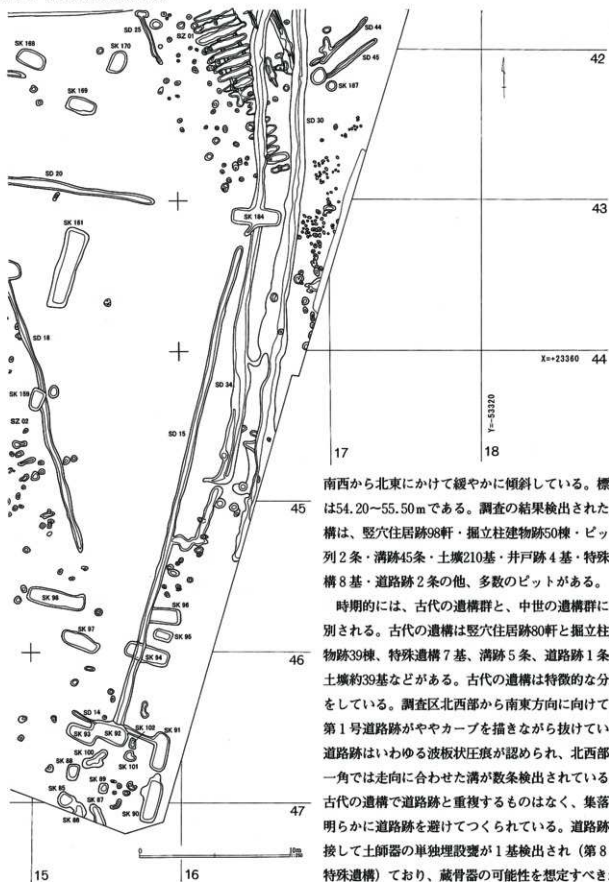 SD 44
SD 25
SZ 01
SD 45
SK 168
SK 170
42
SK 187
SK 169
SD 30
SD 20
43
SK 184
SK 161
X=+23360 44
SD 18
SD 34
SK 159
SD 15
Y=-53320
SZ 02
17
18
45
SK 98
SK 96
SK 97
SK 95
SK 94
46
SD 14
SK 102
SK 93
SK 92
SK 91
SK 100
SK 101
SK 88
SK 89
SK 85
SK 87
SK 90
SK 86
47
0
10m
15
16
南西から北東にかけて緩やかに傾斜している。標
は54.20~55.50mである。調査の結果検出された
構は、竪穴住居跡98軒・掘立柱建物跡50棟・ピッ
列2条・溝跡45条・土壙210基・井戸跡4基・特殊
構8基・道路跡2条の他、多数のピットがある。
時期的には、古代の遺構群と、中世の遺構群に
別される。古代の遺構は竪穴住居跡80軒と掘立柱
物跡39棟、特殊遺構7基、溝跡5条、道路跡1条
土壙約39基などがある。古代の遺構は特徴的な分
をしている。調査区北西部から南東方向に向けて
第1号道路跡がややカーブを描きながら抜けてい
道路跡はいわゆる波板状圧痕が認められ、北西部
一角では走向に合わせた溝が数条検出されている
古代の遺構で道路跡と重複するものはなく、集落
明らかに道路跡を避けてつくられている。道路跡
接して土師器の単独埋設甕が1基検出され（第8
特殊遺構）ており、蔵骨器の可能性を想定すべき